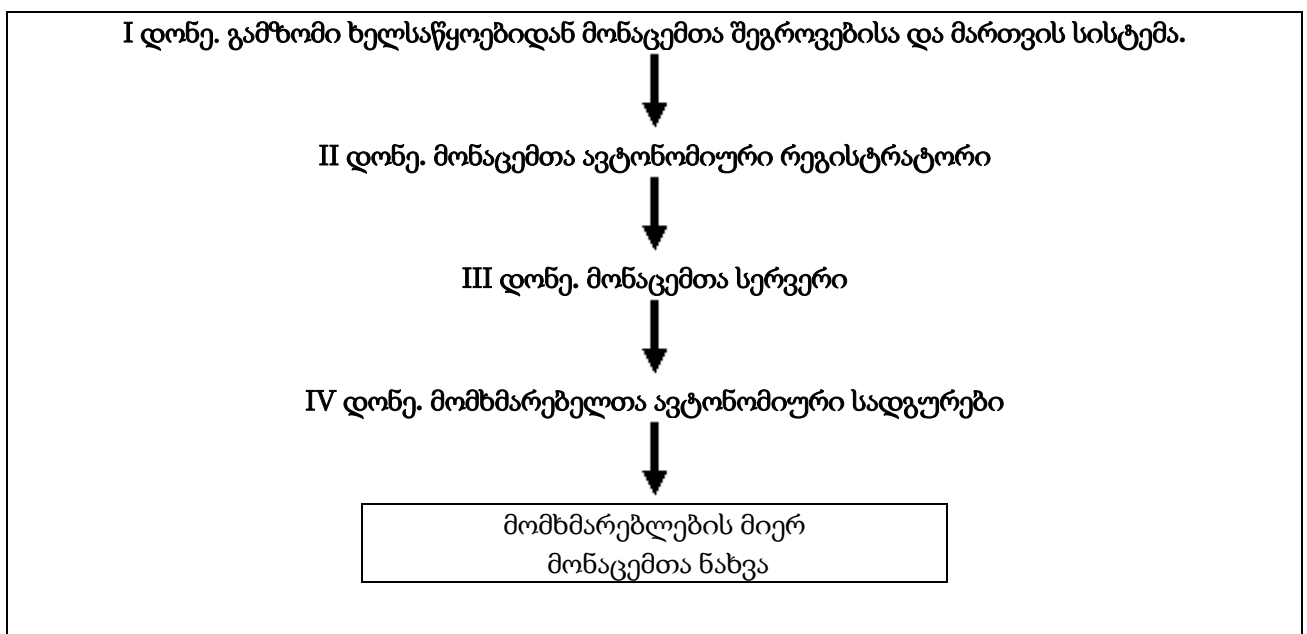 I დონე. გამზომი ხელსაწყოებიდან მონაცემთა შეგროვებისა და მართვის სისტემა.
II დონე. მონაცემთა ავტონომიური რეგისტრატორი
III დონე. მონაცემთა სერვერი
IV დონე. მომხმარებელთა ავტონომიური სადგურები
მომხმარებლების მიერ
მონაცემთა ნახვა